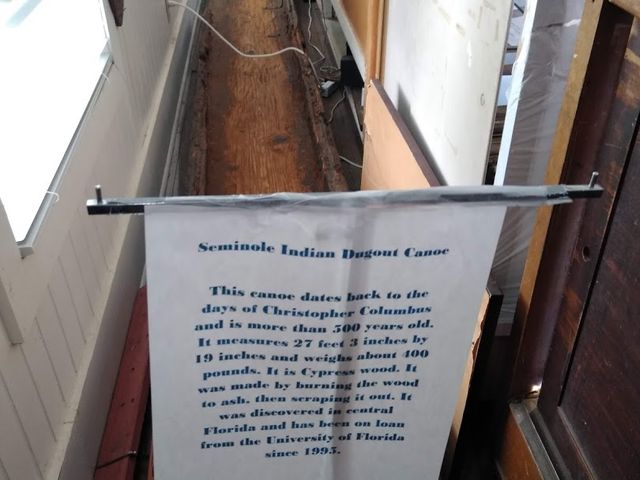 Seminole Indian Dugout Canoe
This canoe dates back to the
days of Christopher Columbus
and is more than 500 years old.
It measures 27 feet 3 inches by
19 inches and weighs about 400
pounds. It is Cypress wood. It
was made by burning the wood
to ash, then scraping it out. It
was discovered in central
Florida and has been on loan
from the University of Florida
since 1995.